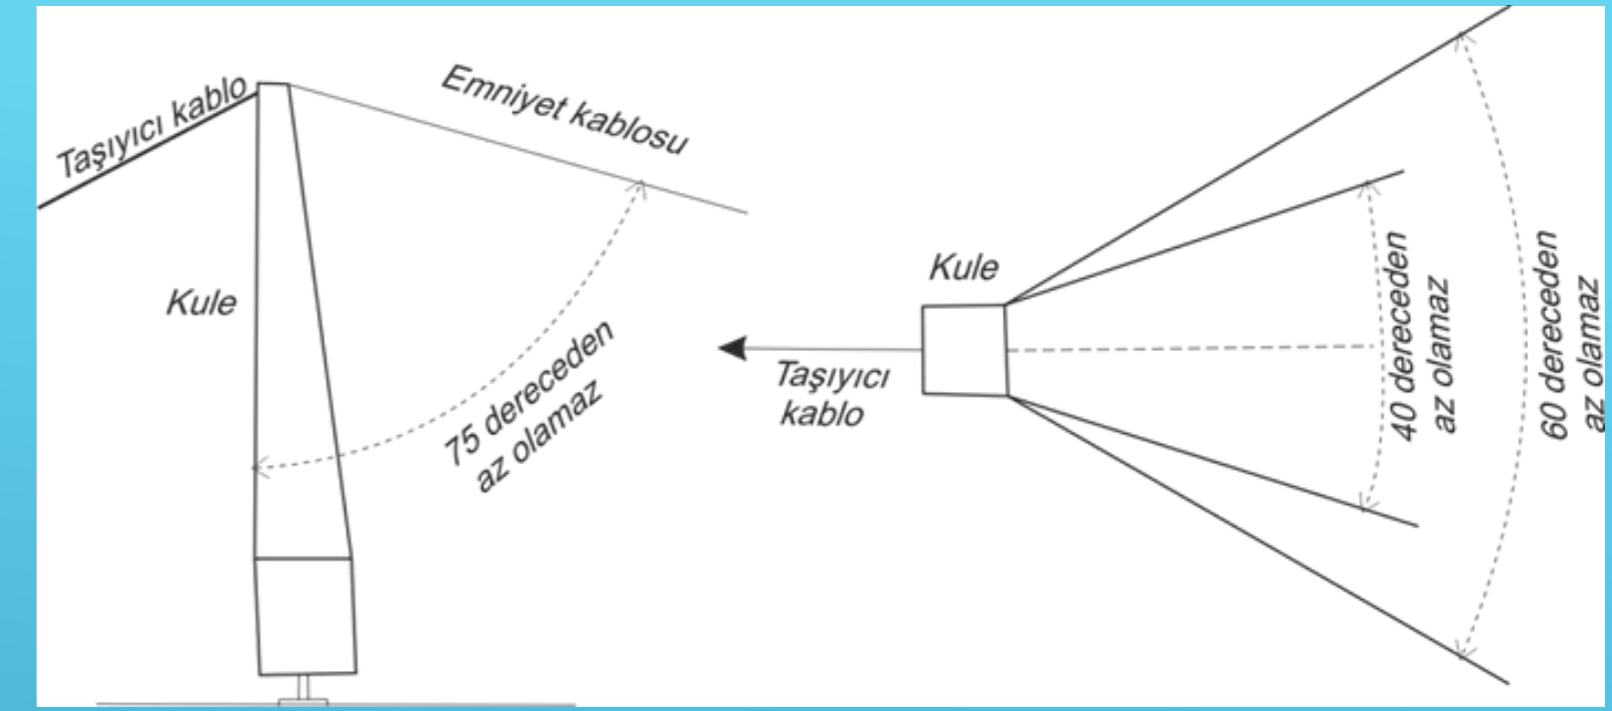 Taşıyıcı kablo
Emniyet kablosu
Kule
75 dereceden
az olamaz
Kule
Taşıyıcı
kablo
40 dereceden
az olamaz
60 dereceden
az olamaz